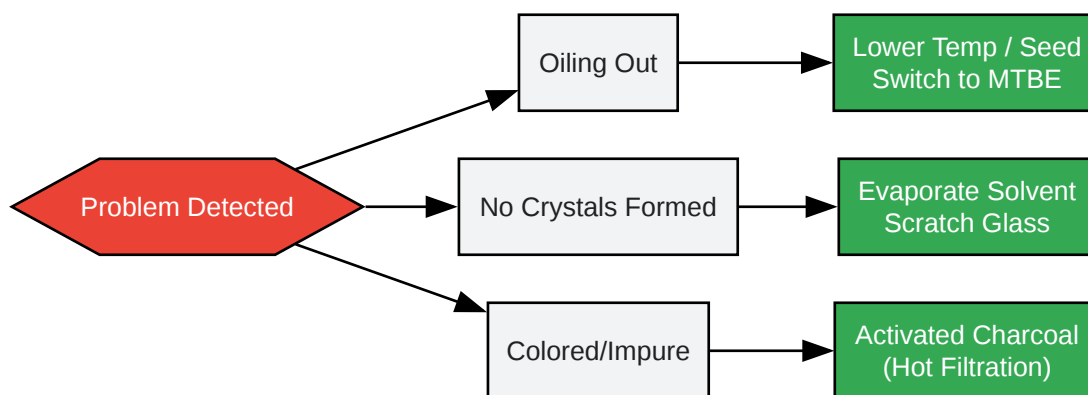 Problem Detected
Oiling Out
Lower Temp / Seed
Switch to MTBE
No Crystals Formed
Evaporate Solvent
Scratch Glass
Colored/Impure
Activated Charcoal
(Hot Filtration)